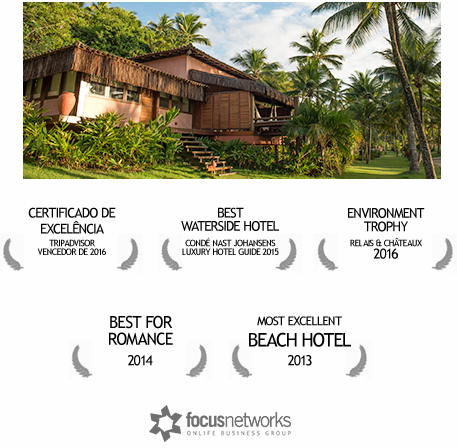 CERTIFICADO DE
EXCELÊNCIA
TRIPADVISOR
VENCEDOR DE 2016
BEST
WATERSIDE HOTEL
CONDÉ NAST JOHANSENS
LUXURY HOTEL GUIDE 2015
ENVIRONMENT
TROPHY
RELAIS & CHÂTEAUX
2016
BEST FOR
ROMANCE
2014
MOST EXCELLENT
BEACH HOTEL
2013
focusnetworks
ONLIFE BUSINESS GROUP